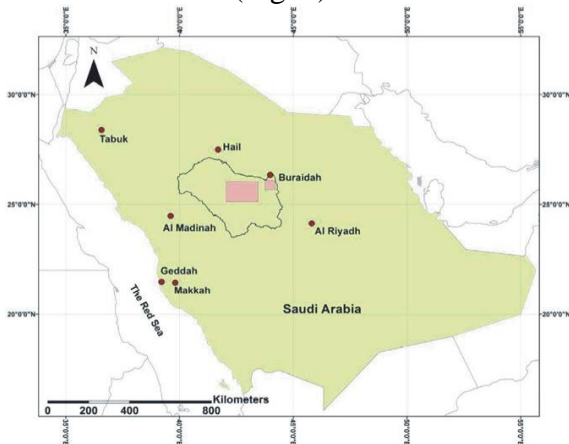 N
30°0'0"N
30°0'0"N
Tabuk
Hail
Buraidah
25°0'0"N
25°0'0"N
Al Madinah
Al Riyadh
Geddah
Makkah
The Red Sea
Saudi Arabia
20°0'0"N
20°0'0"N
Kilometers
0 200 400 800